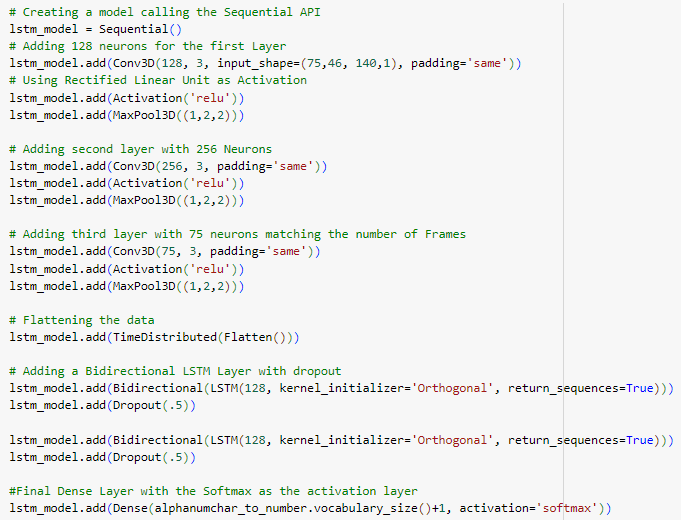 # Creating a model calling the Sequential API
lstm_model = Sequential()
# Adding 128 neurons for the first Layer
lstm_model.add(Conv3D(128, 3, input_shape=(75,46, 140,1), padding='same'))
# Using Rectified Linear Unit as Activation
lstm_model.add(Activation('relu'))
lstm_model.add(MaxPool3D((1,2,2)))
# Adding second layer with 256 Neurons
lstm_model.add(Conv3D(256, 3, padding='same'))
lstm_model.add(Activation('relu'))
lstm_model.add(MaxPool3D((1,2,2)))
# Adding third layer with 75 neurons matching the number of Frames
lstm_model.add(Conv3D(75, 3, padding='same'))
lstm_model.add(Activation('relu'))
lstm_model.add(MaxPool3D((1,2,2)))
# Flattening the data
lstm_model.add(TimeDistributed(Flatten()))
# Adding a Bidirectional LSTM Layer with dropout
lstm_model.add(Bidirectional(LSTM(128, kernel_initializer='Orthogonal', return_sequences=True)))
lstm_model.add(Dropout(.5))
lstm_model.add(Bidirectional(LSTM(128, kernel_initializer='Orthogonal', return_sequences=True)))
lstm_model.add(Dropout(.5))
#Final Dense Layer with the Softmax as the activation layer
lstm_model.add(Dense(alphanumchar_to_number.vocabulary_size()+1, activation='softmax'))